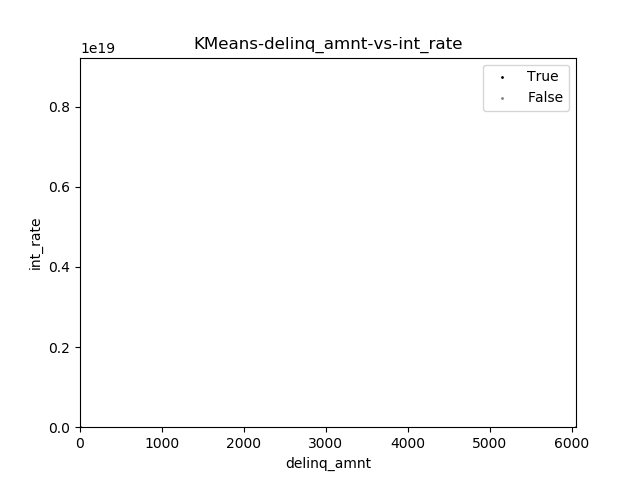 KMeans-delinq_amnt-vs-int_rate
1e19
True
False
0.8
0.6
0.4
0.2
0.0
int_rate
0 1000 2000 3000 4000 5000 6000
delinq_amnt